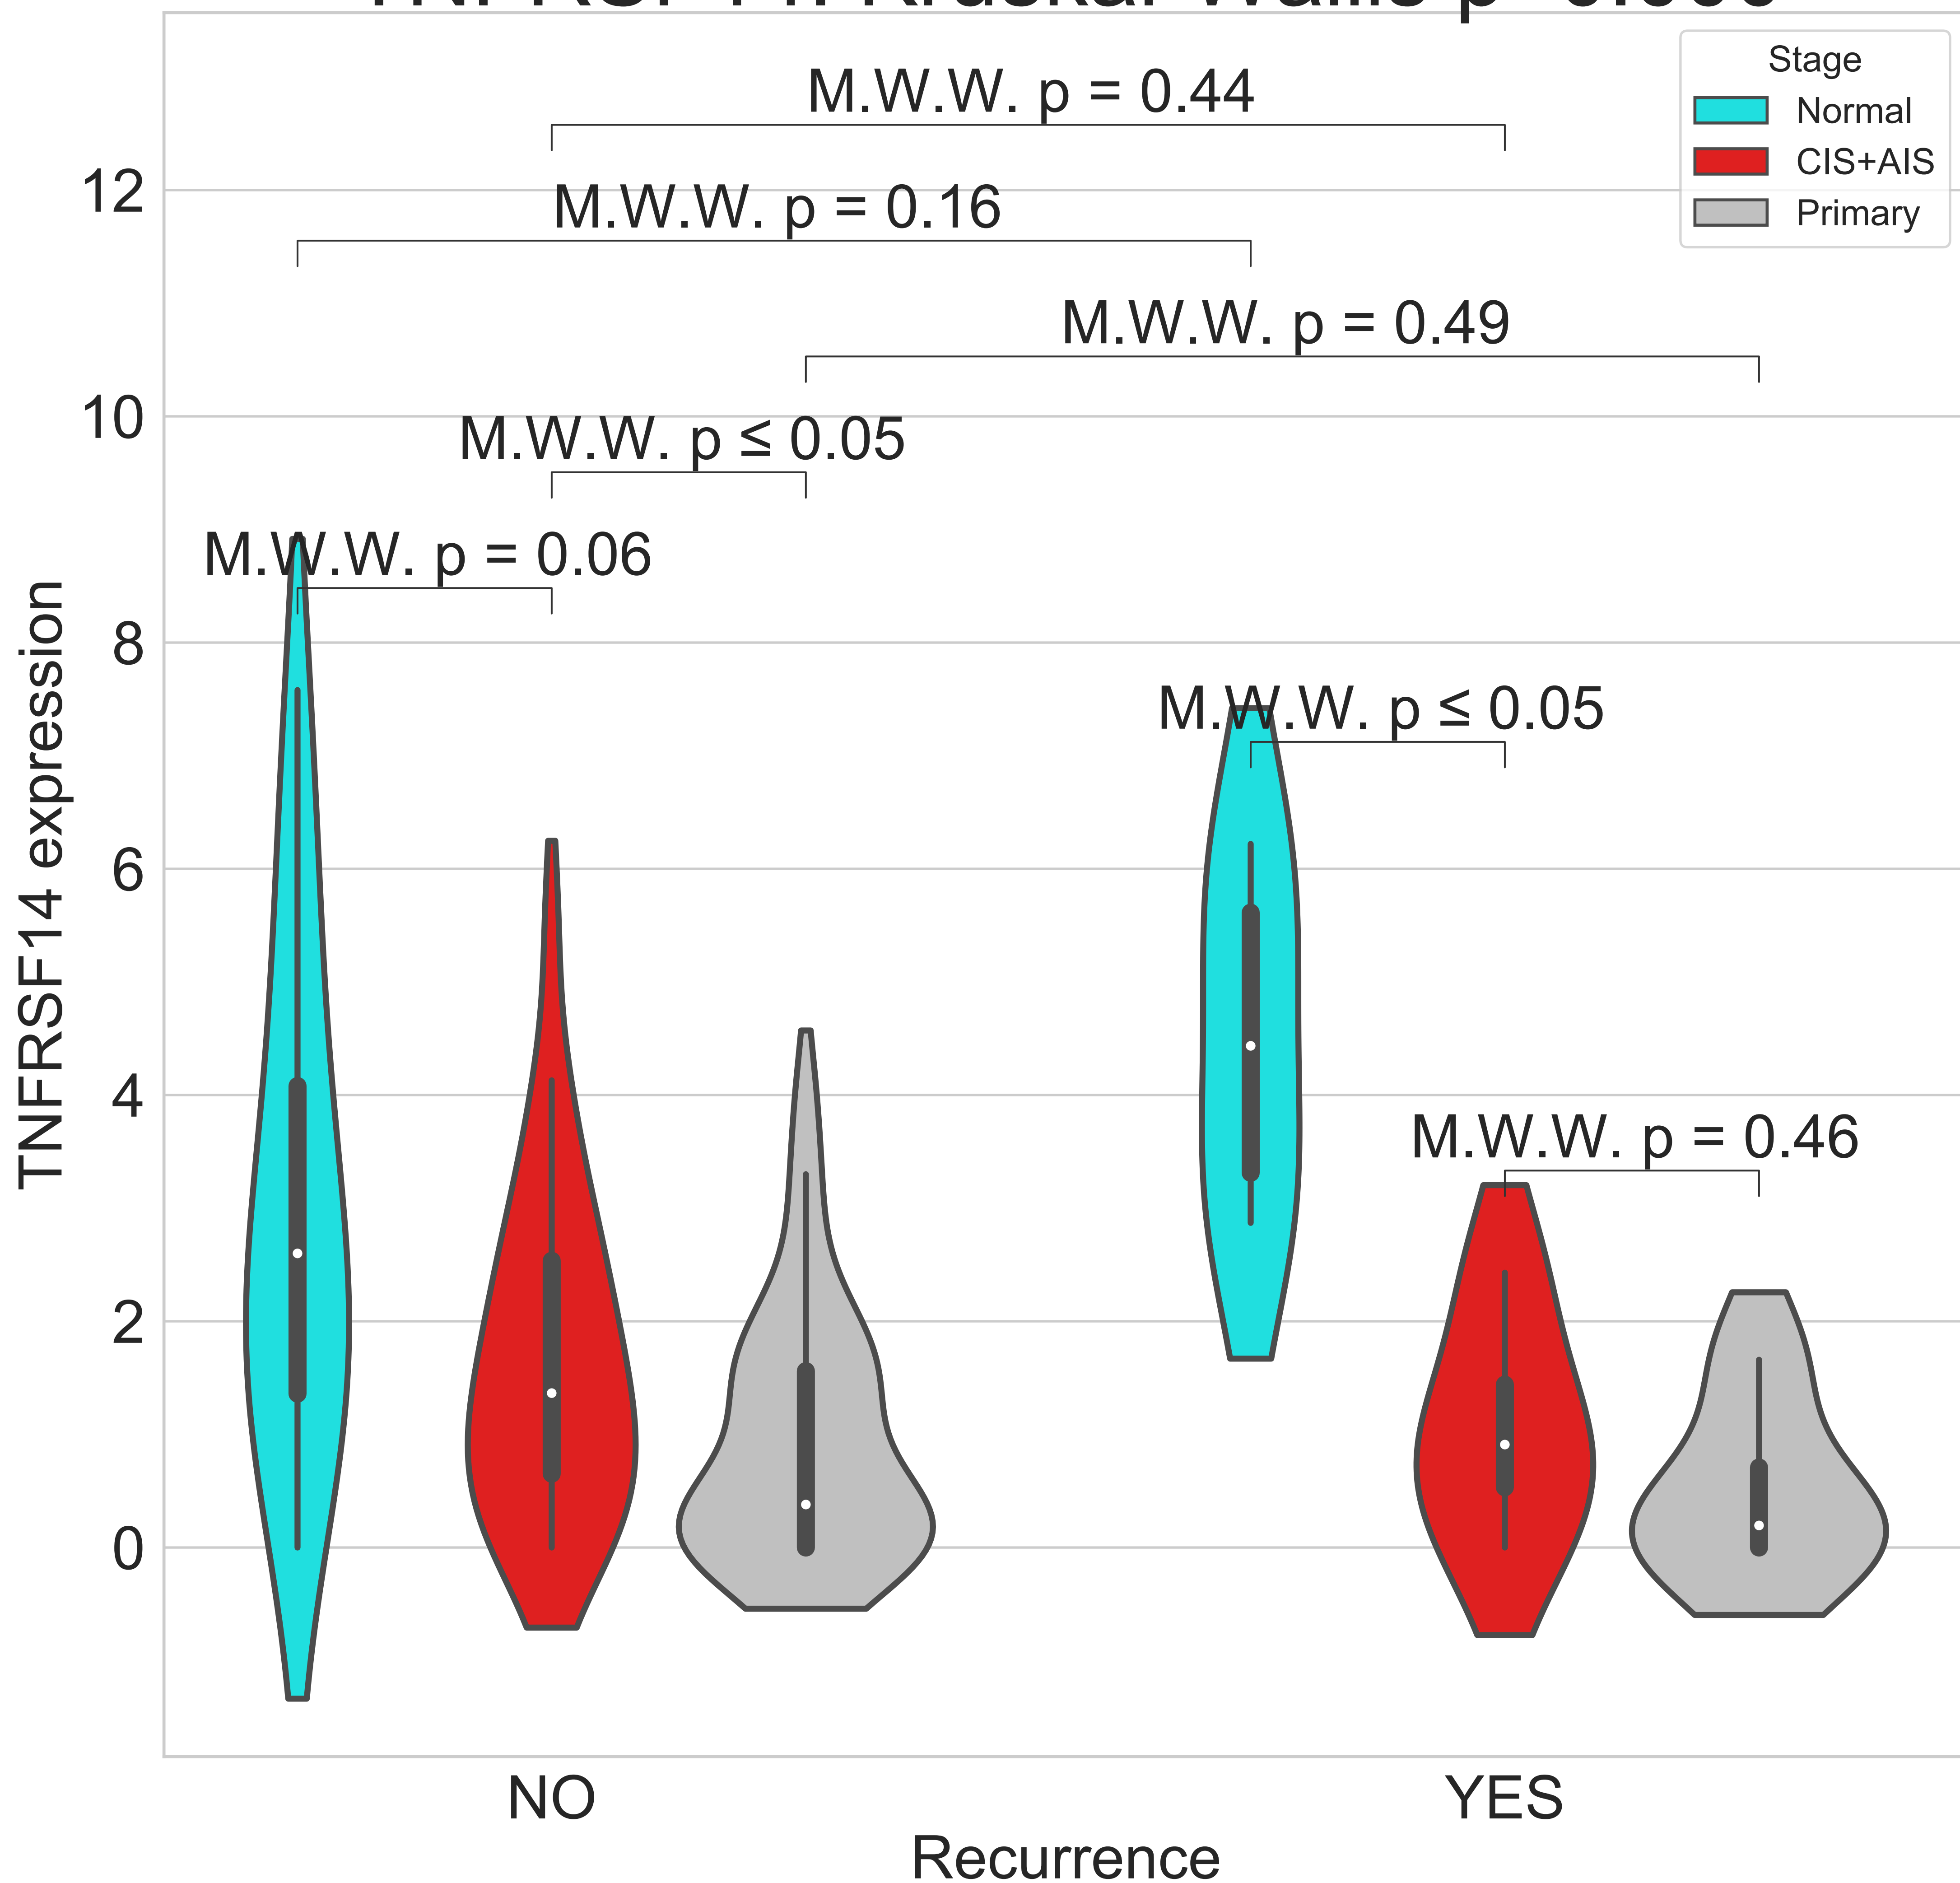 Stage
Normal
CIS+AIS
Primary
M.W.W. p = 0.44
12
M.W.W. p = 0.16
M.W.W. p = 0.49
10
M.W.W. p ≤ 0.05
M.W.W. p = 0.06
8
M.W.W. p ≤ 0.05
6
4
M.W.W. p = 0.46
2
0
TNFRSF14 expression
NO
YES
Recurrence